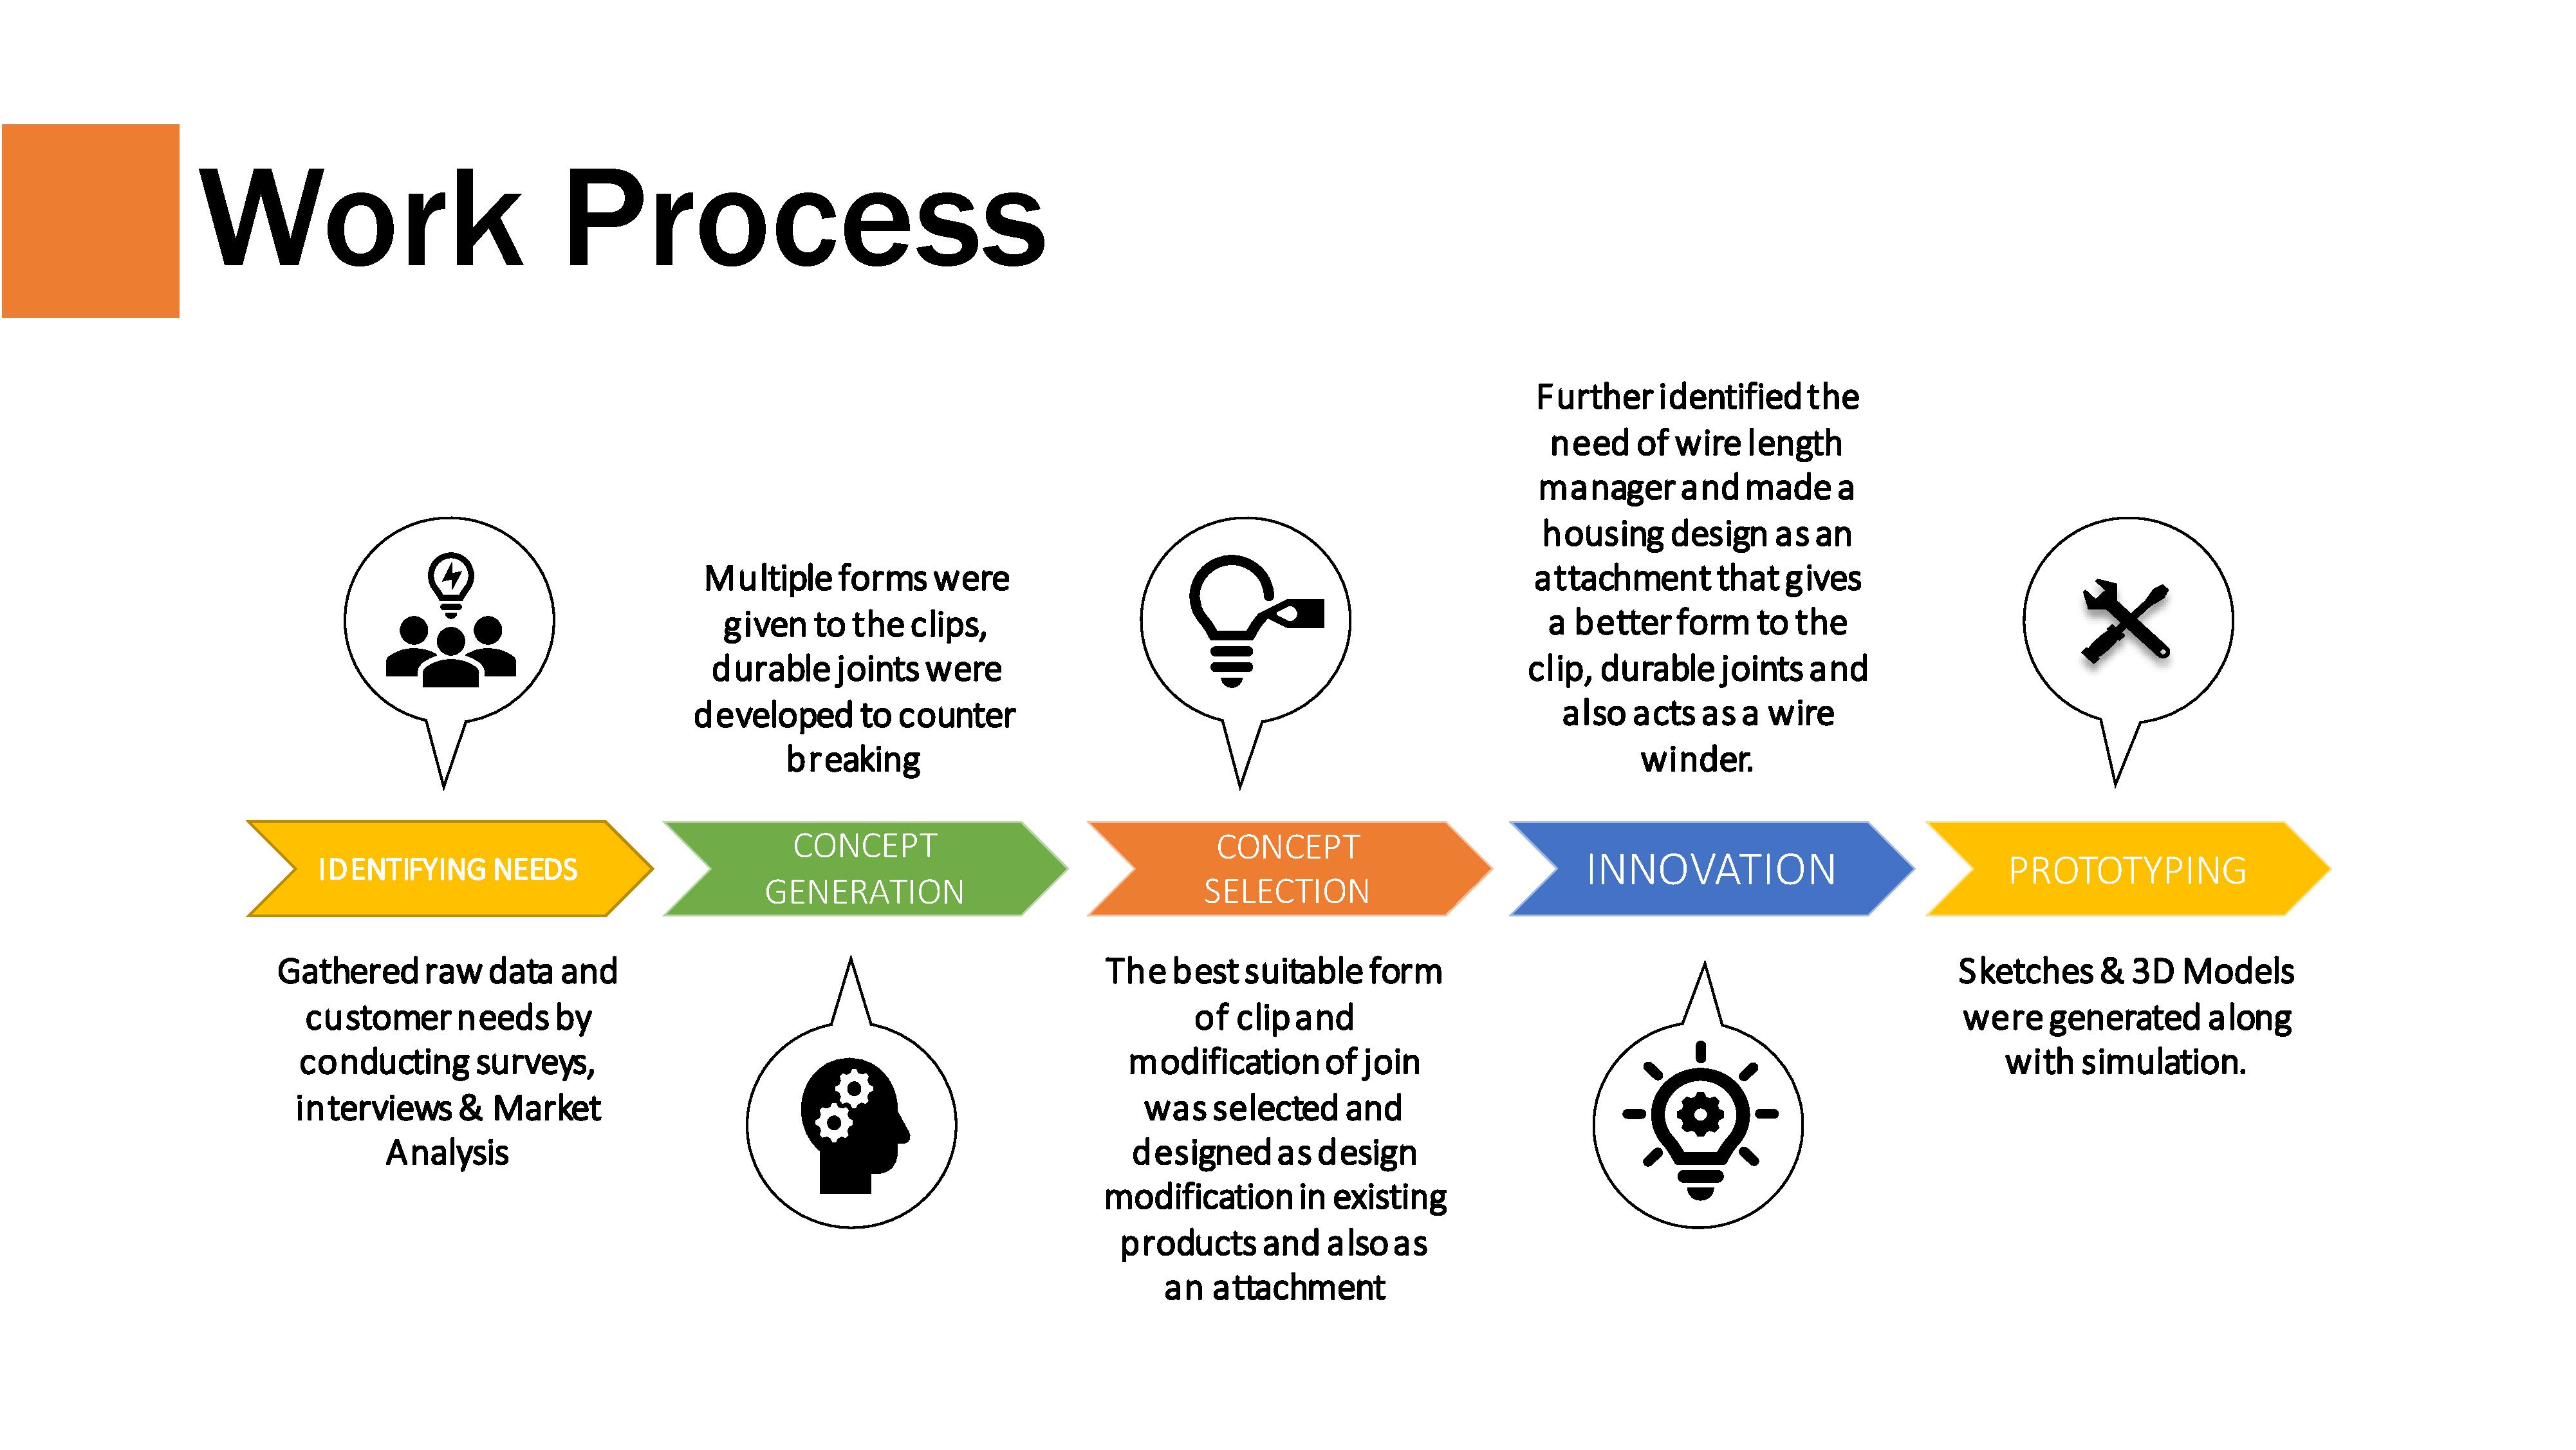 Work Process
IDENTIFYING NEEDS
Gathered raw data and
customer needs by
conducting surveys,
interviews & Market
Analysis
Multiple forms were
given to the clips,
durable joints were
developed to counter
breaking
CONCEPT
GENERATION
CONCEPT
SELECTION
The best suitable form
of clip and
modification of join
was selected and
designed as design
modification in existing
products and also as
an attachment
Further identified the
need of wire length
manager and made a
housing design as an
attachment that gives
a better form to the
clip, durable joints and
also acts as a wire
winder.
INNOVATION
PROTOTYPING
Sketches & 3D Models
were generated along
with simulation.